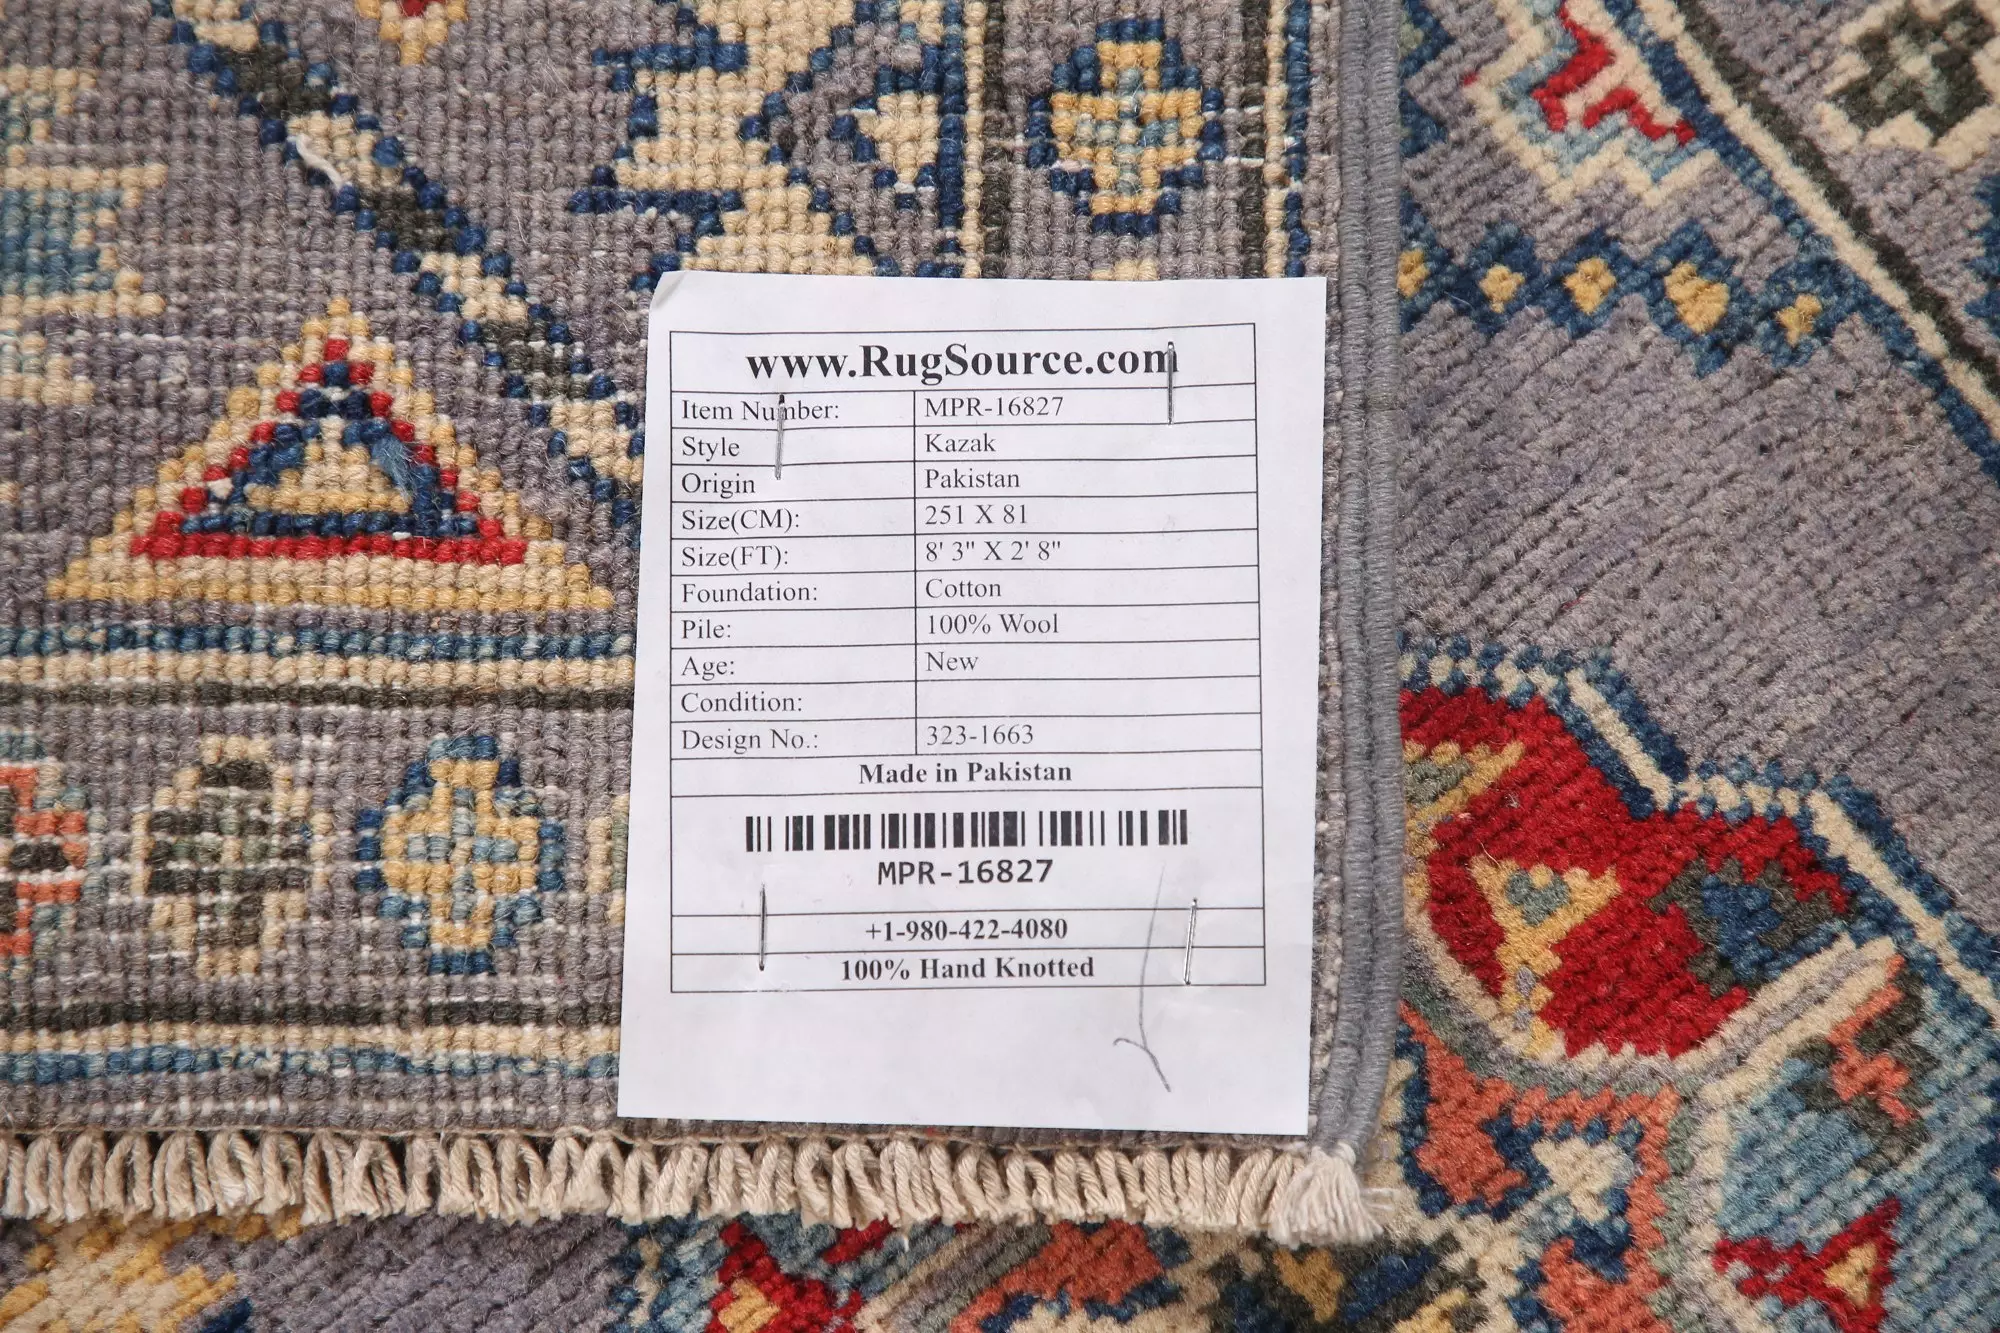 www.RugSource.com
Item Number: MPR-16827
Style Kazak
Origin Pakistan
Size(CM): 251 X 81
Size(FT): 8' 3" X 2' 8"
Foundation: Cotton
Pile: 100% Wool
Age: New
Condition:
Design No.: 323-1663
Made in Pakistan
MPR-16827
+1-980-422-4080
100% Hand Knotted